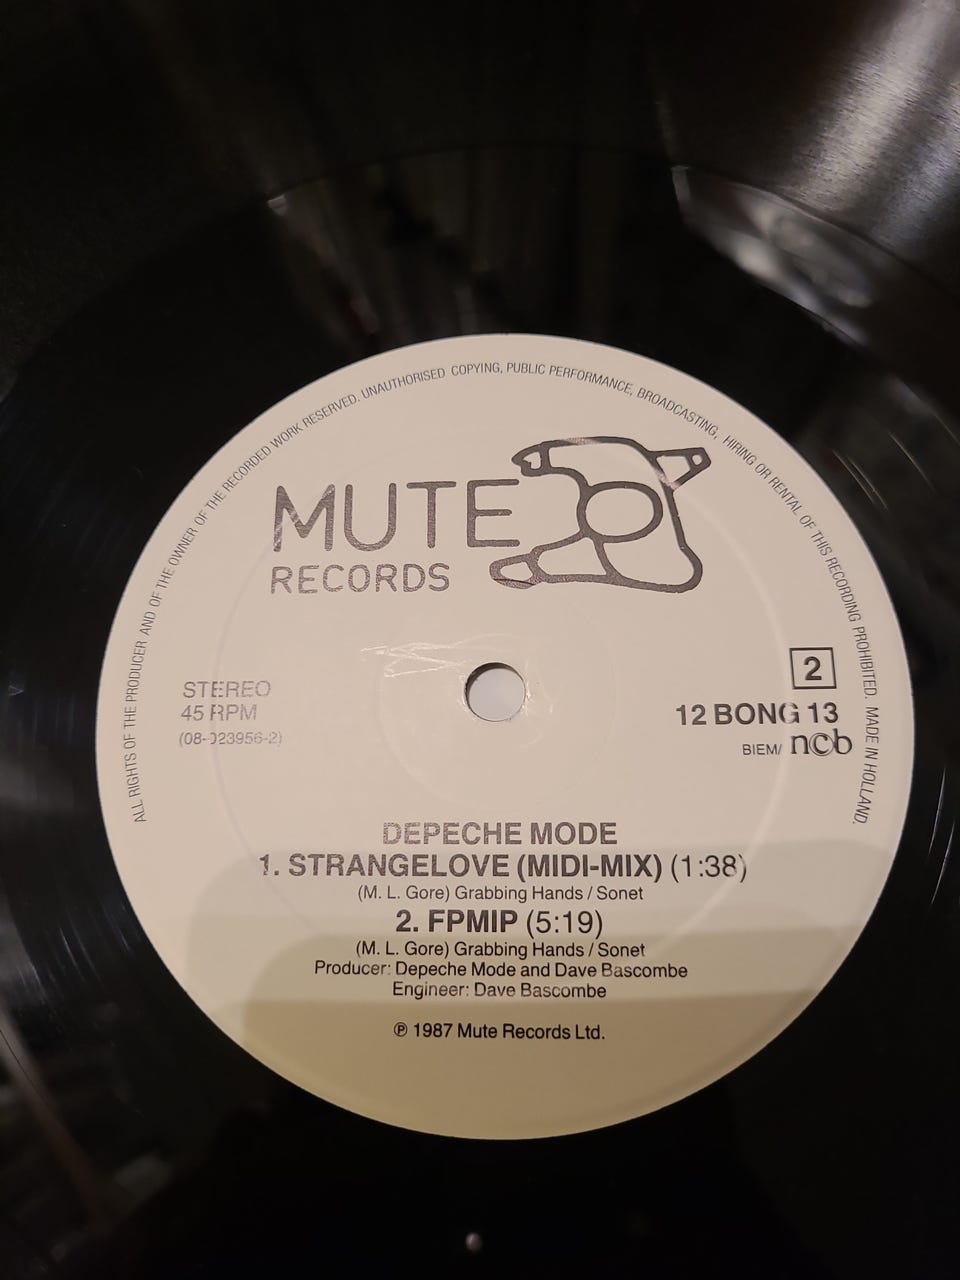 ALL RIGHTS OF THE PRODUCER AND OF THE OWNER OF THE RECORDED WORK RESERVED. UNAUTHORISED COPYING, PUBLIC PERFORMANCE, BROADCASTING, HIRING OR RENTAL OF THIS RECORDING PROHIBITED. MADE IN HOLLAND.
MUTE
RECORDS
2
STEREO
45 RPM
(08-023956-2)
12 BONG 13
BIEM/ ncb
DEPECHE MODE
1. STRANGELOVE (MIDI-MIX) (1:38)
(M. L. Gore) Grabbing Hands / Sonet
2. FPMIP (5:19)
(M. L. Gore) Grabbing Hands / Sonet
Producer: Depeche Mode and Dave Bascombe
Engineer: Dave Bascombe
℗ 1987 Mute Records Ltd.